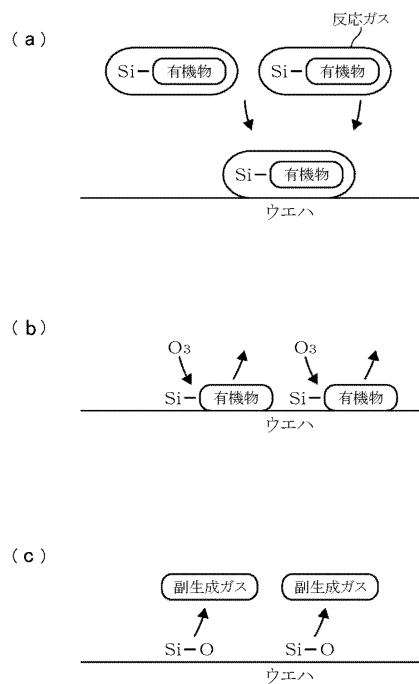 反応ガス
(a)
Si-有機物 Si-有機物
Si-有機物
ウエハ
(b)
O₃ O₃
Si-有機物 Si-有機物
ウエハ
(c)
副生成ガス 副生成ガス
Si-O Si-O
ウエハ